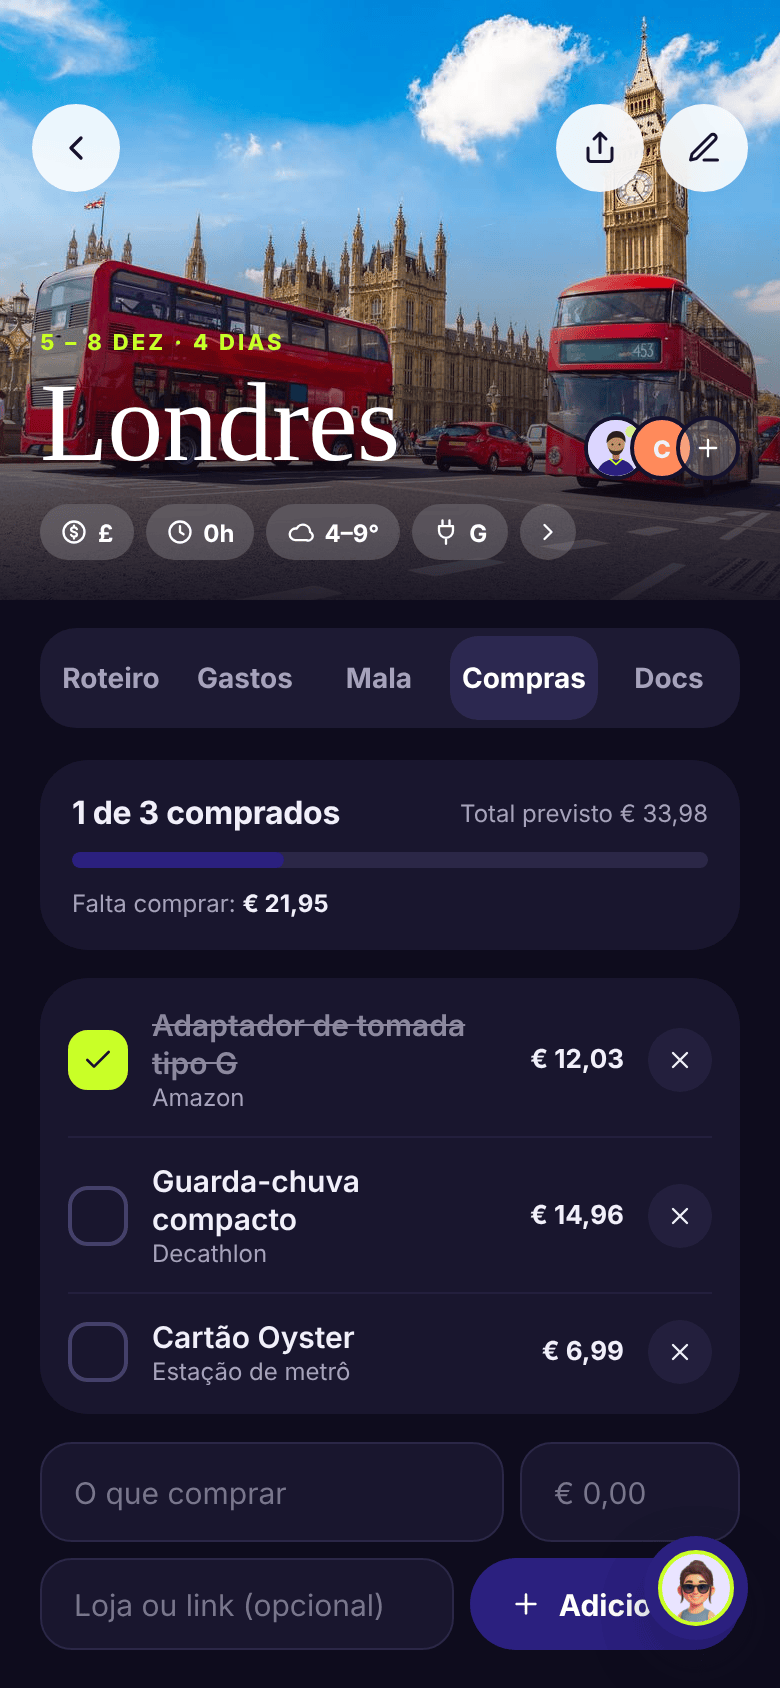 5 – 8 DEZ · 4 DIAS
Londres
453
C
£
0h
4–9°
G
Roteiro Gastos Mala Compras Docs
1 de 3 comprados
Total previsto € 33,98
Falta comprar: € 21,95
Adaptador de tomada
tipo G
Amazon
€ 12,03
Guarda-chuva
compacto
Decathlon
€ 14,96
Cartão Oyster
Estação de metrô
€ 6,99
O que comprar
€ 0,00
Loja ou link (opcional)
+ Adicio